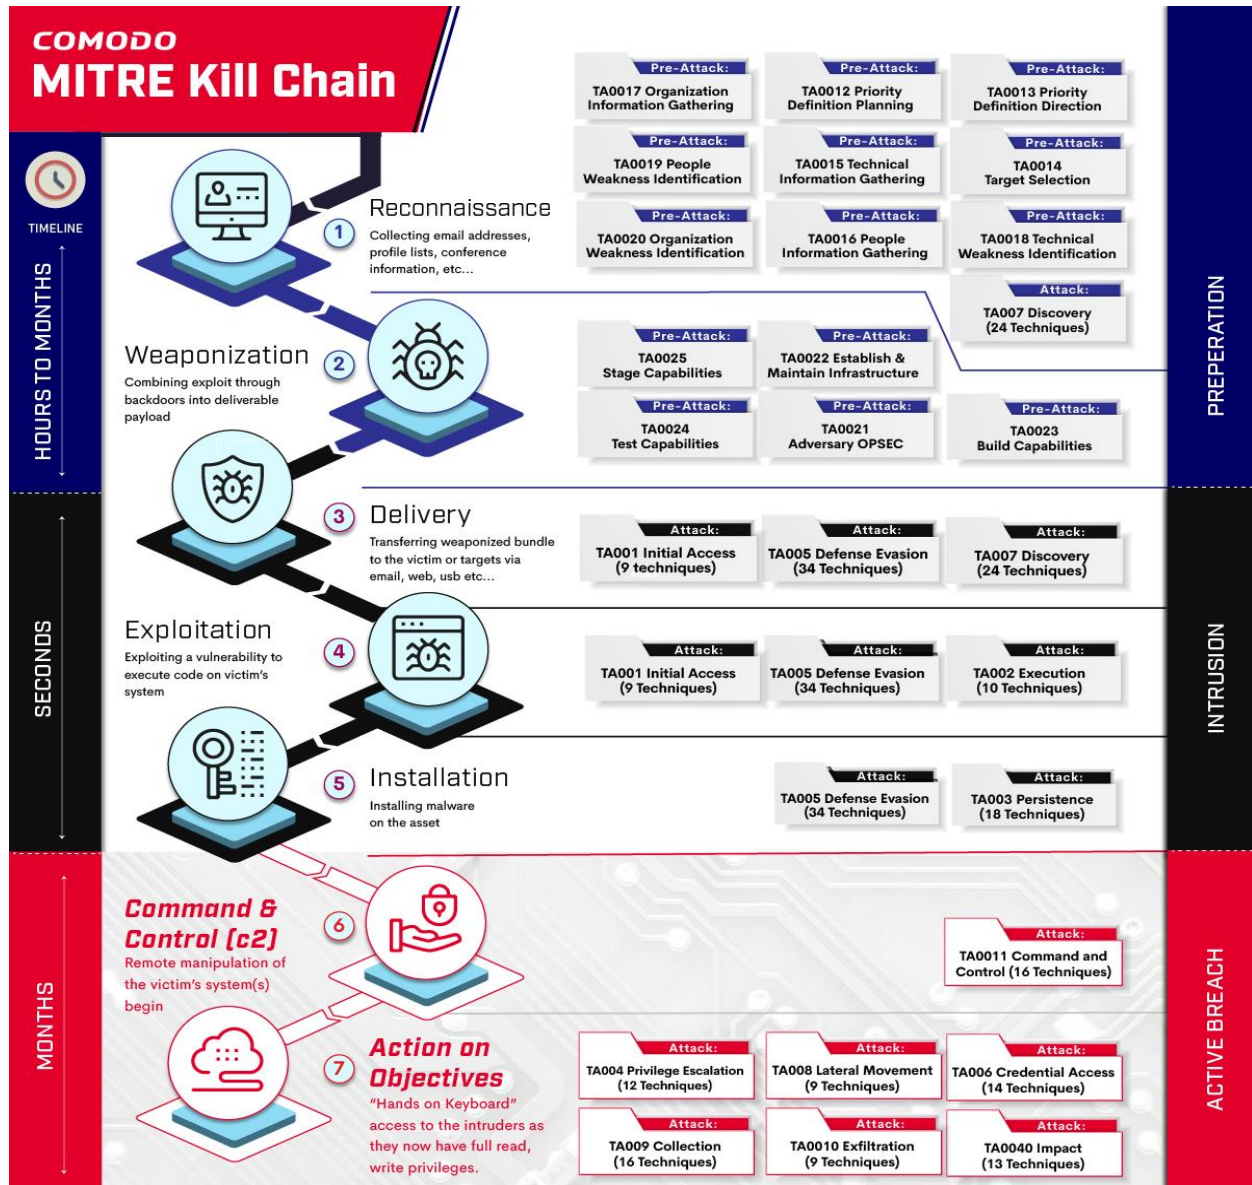 COMODO
MITRE Kill Chain
TIMELINE
HOURS TO MONTHS
SECONDS
MONTHS
PREPERATION
INTRUSION
ACTIVE BREACH
1
Reconnaissance
Collecting email addresses,
profile lists, conference
information, etc...
Pre-Attack:
TA0017 Organization
Information Gathering
Pre-Attack:
TA0012 Priority
Definition Planning
Pre-Attack:
TA0013 Priority
Definition Direction
Pre-Attack:
TA0019 People
Weakness Identification
Pre-Attack:
TA0015 Technical
Information Gathering
Pre-Attack:
TA0014
Target Selection
Pre-Attack:
TA0020 Organization
Weakness Identification
Pre-Attack:
TA0016 People
Information Gathering
Pre-Attack:
TA0018 Technical
Weakness Identification
Attack:
TA007 Discovery
(24 Techniques)
Weaponization
2
Combining exploit through
backdoors into deliverable
payload
Pre-Attack:
TA0025
Stage Capabilities
Pre-Attack:
TA0022 Establish &
Maintain Infrastructure
Pre-Attack:
TA0024
Test Capabilities
Pre-Attack:
TA0021
Adversary OPSEC
Pre-Attack:
TA0023
Build Capabilities
3
Delivery
Transferring weaponized bundle
to the victim or targets via
email, web, usb etc...
Attack:
TA001 Initial Access
(9 techniques)
Attack:
TA005 Defense Evasion
(34 Techniques)
Attack:
TA007 Discovery
(24 Techniques)
Exploitation
4
Exploiting a vulnerability to
execute code on victim's
system
Attack:
TA001 Initial Access
(9 Techniques)
Attack:
TA005 Defense Evasion
(34 Techniques)
Attack:
TA002 Execution
(10 Techniques)
5
Installation
Installing malware
on the asset
Attack:
TA005 Defense Evasion
(34 Techniques)
Attack:
TA003 Persistence
(18 Techniques)
Command &
Control (c2)
6
Remote manipulation of
the victim's system(s)
begin
Attack:
TA0011 Command and
Control (16 Techniques)
7
Action on
Objectives
"Hands on Keyboard"
access to the intruders as
they now have full read,
write privileges.
Attack:
TA004 Privilege Escalation
(12 Techniques)
Attack:
TA008 Lateral Movement
(9 Techniques)
Attack:
TA006 Credential Access
(14 Techniques)
Attack:
TA009 Collection
(16 Techniques)
Attack:
TA0010 Exfiltration
(9 Techniques)
Attack:
TA0040 Impact
(13 Techniques)